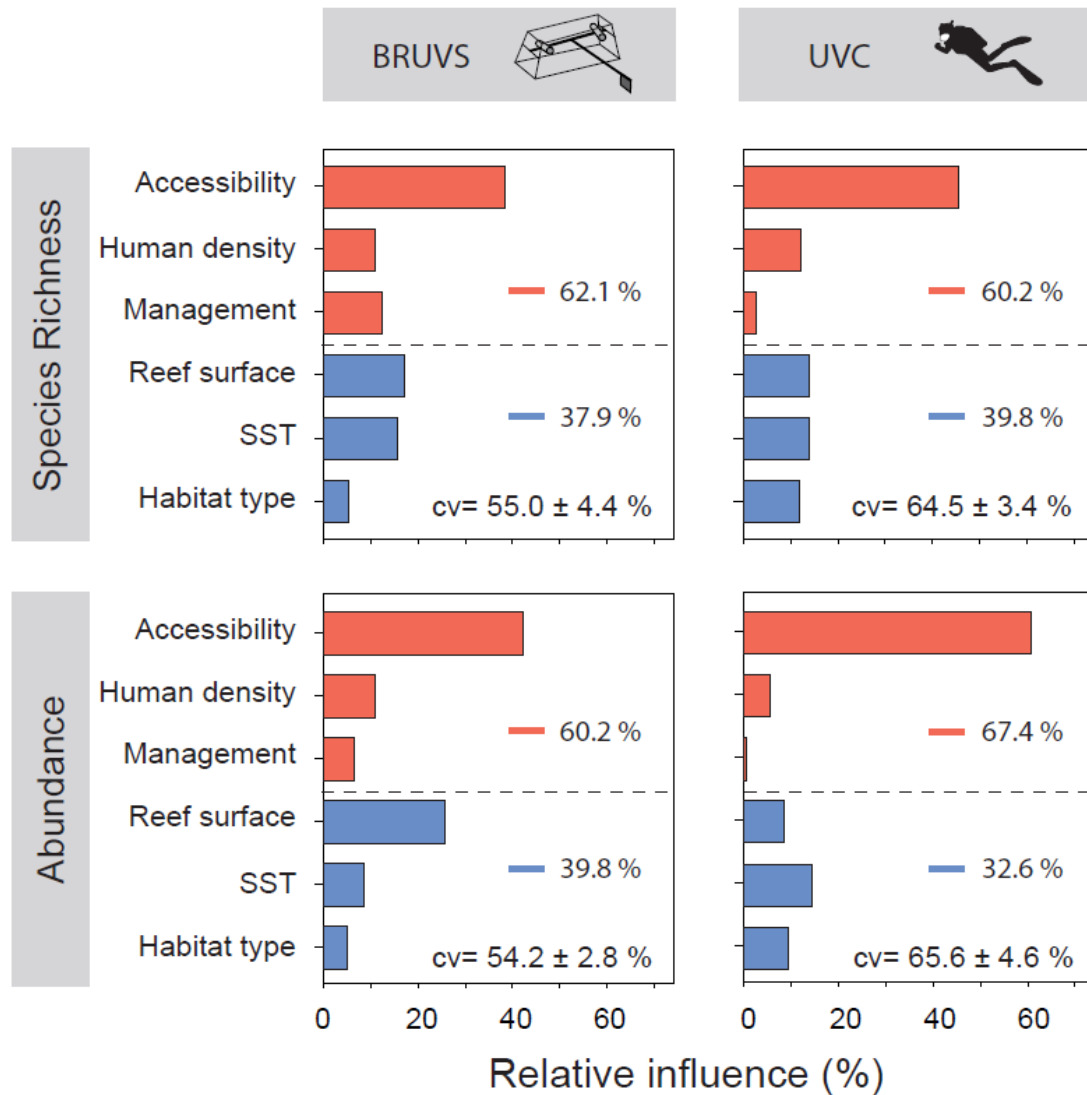 BRUVS
UVC
Species Richness
Accessibility
Human density
Management
Reef surface
SST
Habitat type
62.1 %
37.9 %
cv= 55.0 ± 4.4 %
60.2 %
39.8 %
cv= 64.5 ± 3.4 %
Abundance
Accessibility
Human density
Management
Reef surface
SST
Habitat type
60.2 %
39.8 %
cv= 54.2 ± 2.8 %
67.4 %
32.6 %
cv= 65.6 ± 4.6 %
0 20 40 60
0 20 40 60
Relative influence (%)